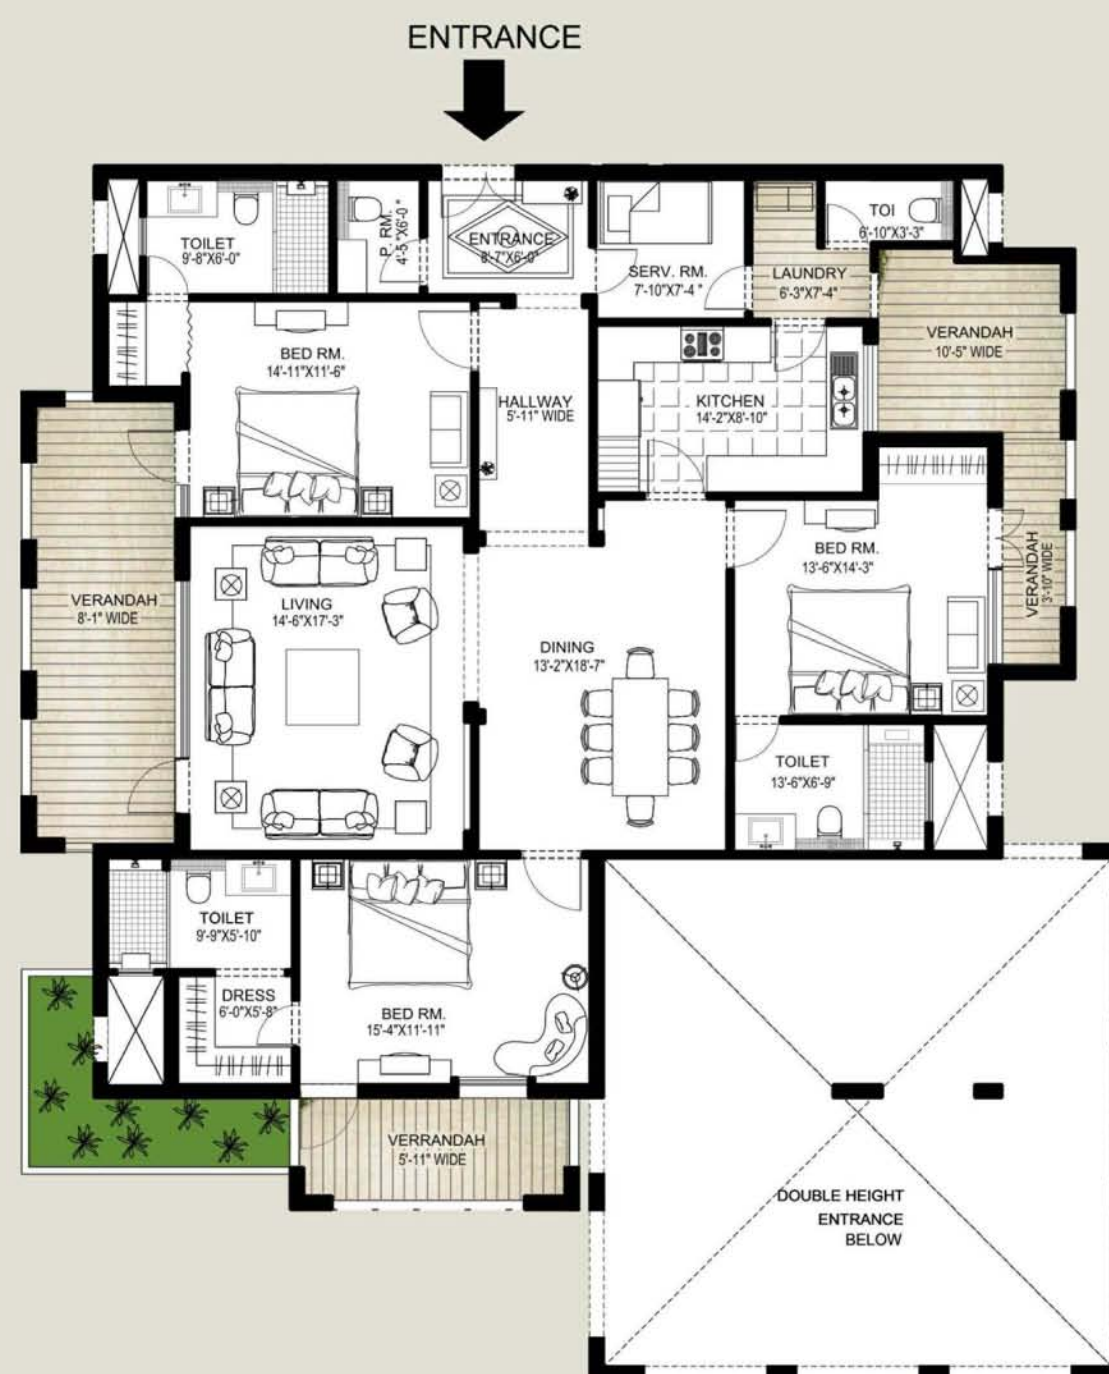 ENTRANCE
TOILET
9'-8"X6'-0"
P. RM.
4'-5"X6'-0"
ENTRANCE
8'-7"X6'-0"
SERV. RM.
7'-10"X7'-4"
LAUNDRY
6'-3"X7'-4"
TOI
6'-10"X3'-3"
VERANDAH
10'-5" WIDE
BED RM.
14'-11"X11'-6"
HALLWAY
5'-11" WIDE
KITCHEN
14'-2"X8'-10"
BED RM.
13'-6"X14'-3"
VERANDAH
3'-10" WIDE
VERANDAH
8'-1" WIDE
LIVING
14'-6"X17'-3"
DINING
13'-2"X18'-7"
TOILET
13'-6"X6'-9"
TOILET
9'-9"X5'-10"
DRESS
6'-0"X5'-8"
BED RM.
15'-4"X11'-11"
VERRANDAH
5'-11" WIDE
DOUBLE HEIGHT
ENTRANCE
BELOW